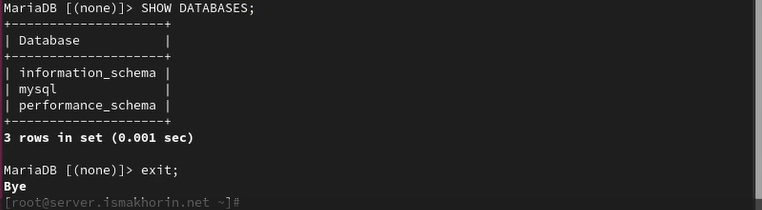 MariaDB [(none)]> SHOW DATABASES;
+--------------------+
| Database           |
+--------------------+
| information_schema |
| mysql              |
| performance_schema |
+--------------------+
3 rows in set (0.001 sec)

MariaDB [(none)]> exit;
Bye
[root@server.ismakhorin.net ~]#